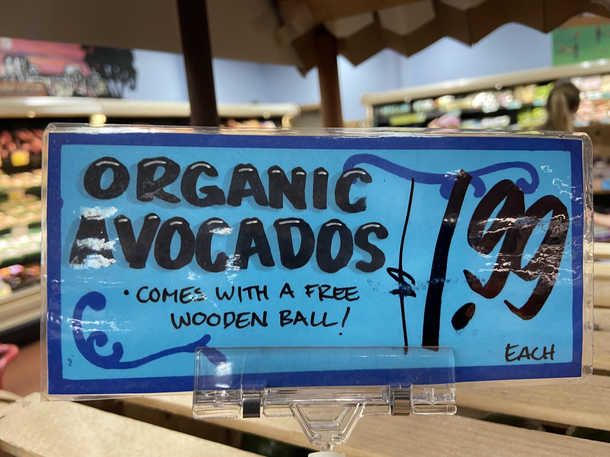 ORGANIC
AVOCADOS
• COMES WITH A FREE
WOODEN BALL!
$1.99
EACH